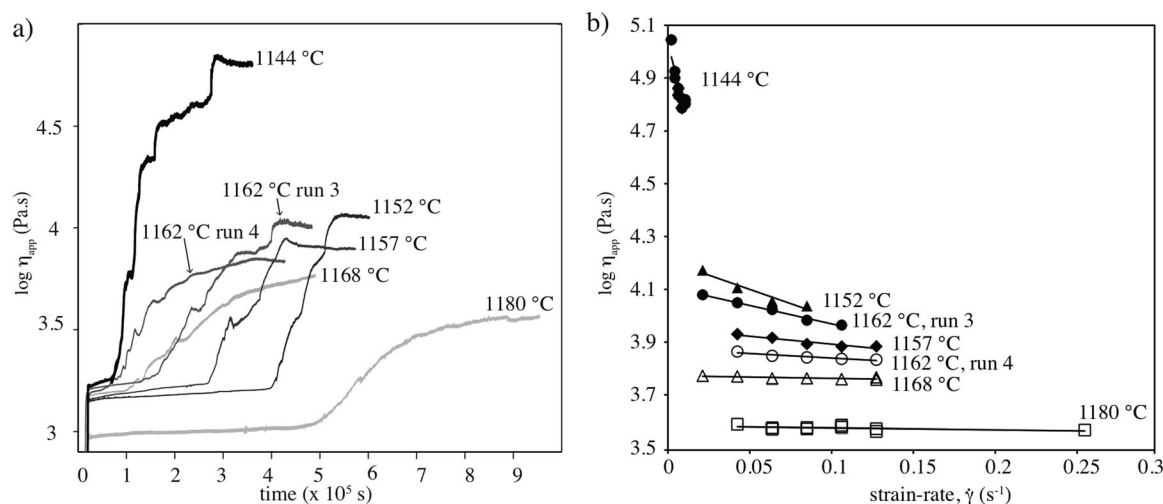 a)
1144 °C
4.5
1162 °C run 3
1152 °C
4
1162 °C run 4
1157 °C
1168 °C
1180 °C
3.5
3
log ηapp (Pa.s)
0 1 2 3 4 5 6 7 8 9
time (x 10⁵ s)
b)
5.1
4.9
4.7
4.5
4.3
4.1
3.9
3.7
3.5
log ηapp (Pa.s)
1144 °C
1152 °C
1162 °C, run 3
1157 °C
1162 °C, run 4
1168 °C
1180 °C
0 0.05 0.1 0.15 0.2 0.25 0.3
strain-rate, γ̇ (s⁻¹)